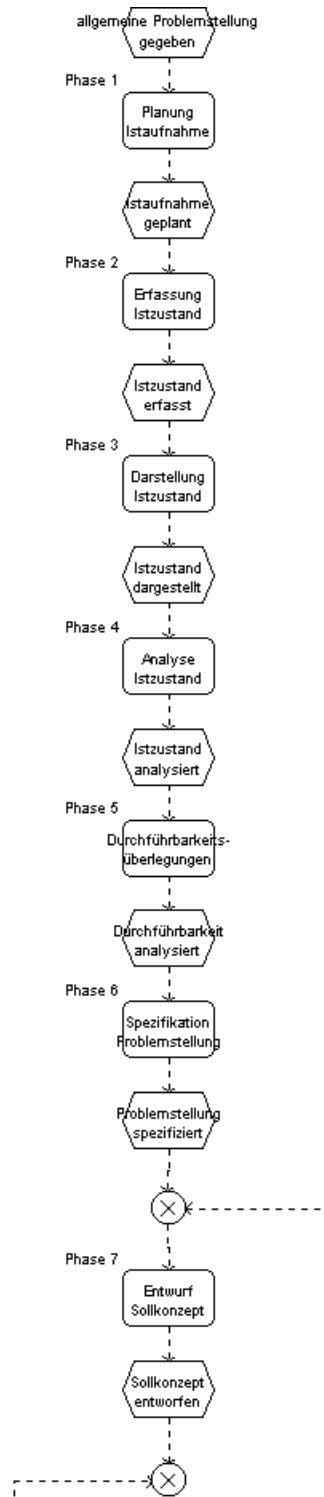 allgemeine Problemstellung
gegeben
Phase 1
Planung
Istaufnahme
Istaufnahme
geplant
Phase 2
Erfassung
Istzustand
Istzustand
erfasst
Phase 3
Darstellung
Istzustand
Istzustand
dargestellt
Phase 4
Analyse
Istzustand
Istzustand
analysiert
Phase 5
Durchführbarkeits-
überlegungen
Durchführbarkeit
analysiert
Phase 6
Spezifikation
Problemstellung
Problemstellung
spezifiziert
Phase 7
Entwurf
Sollkonzept
Sollkonzept
entworfen